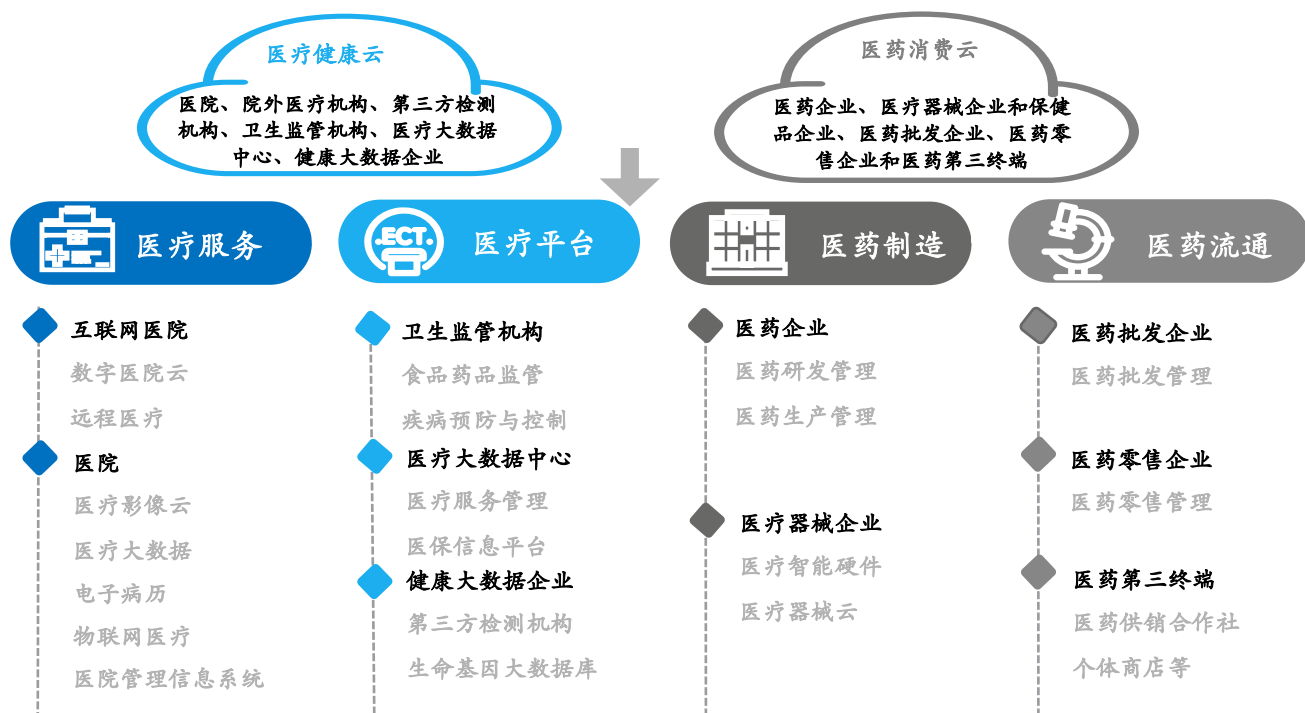 医疗健康云
医院、院外医疗机构、第三方检测
机构、卫生监管机构、医疗大数据
中心、健康大数据企业
医药消费云
医药企业、医疗器械企业和保健
品企业、医药批发企业、医药零
售企业和医药第三终端
医疗服务
互联网医院
数字医院云
远程医疗
医院
医疗影像云
医疗大数据
电子病历
物联网医疗
医院管理信息系统
ECT
医疗平台
卫生监管机构
食品药品监管
疾病预防与控制
医疗大数据中心
医疗服务管理
医保信息平台
健康大数据企业
第三方检测机构
生命基因大数据库
医药制造
医药企业
医药研发管理
医药生产管理
医疗器械企业
医疗智能硬件
医疗器械云
医药流通
医药批发企业
医药批发管理
医药零售企业
医药零售管理
医药第三终端
医药供销合作社
个体商店等